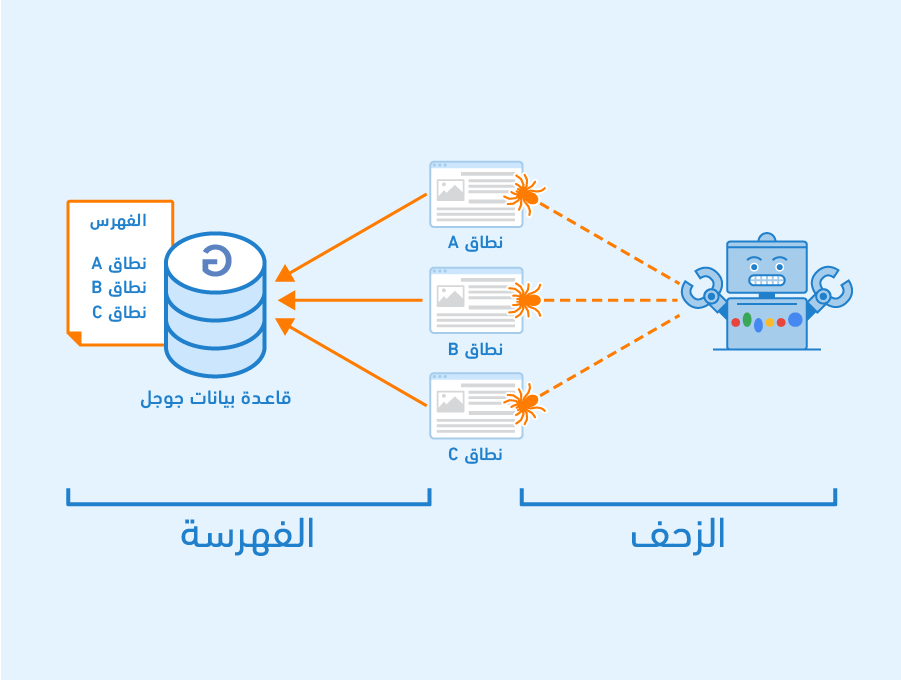 الفهرس
نطاق A
نطاق B
نطاق C
G
قاعدة بيانات جوجل
نطاق A
نطاق B
نطاق C
الزحف
الفهرسة